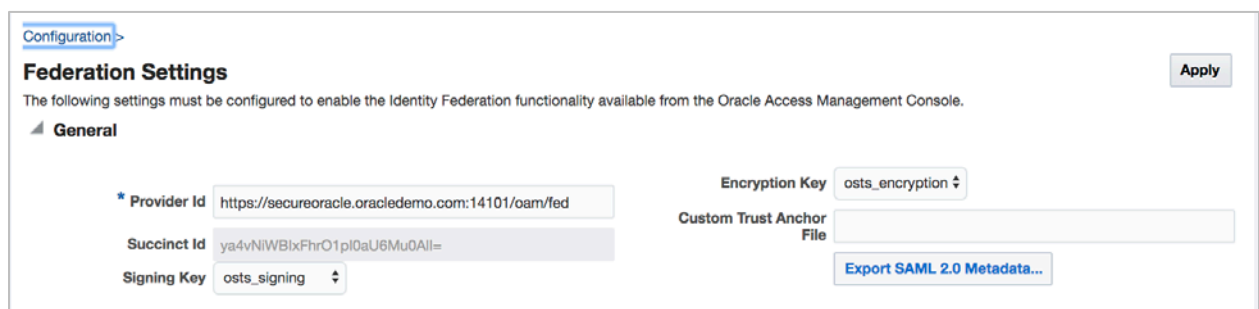 Configuration >
Federation Settings
Apply
The following settings must be configured to enable the Identity Federation functionality available from the Oracle Access Management Console.
General
* Provider Id https://secureoracle.oracledemo.com:14101/oam/fed
Succinct Id ya4vNiWBIxFhrO1pI0aU6Mu0AII=
Signing Key osts_signing
Encryption Key osts_encryption
Custom Trust Anchor
File
Export SAML 2.0 Metadata...